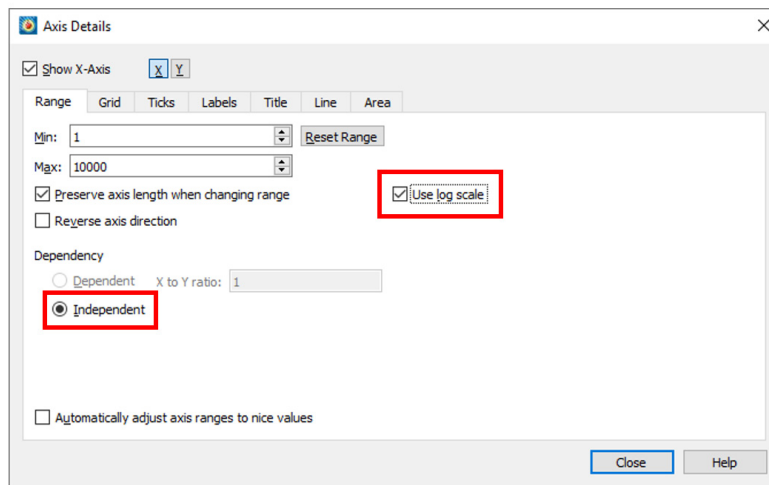 Axis Details
Show X-Axis X Y
Range Grid Ticks Labels Title Line Area
Min: 1 Reset Range
Max: 10000
Preserve axis length when changing range Use log scale
Reverse axis direction
Dependency
Dependent X to Y ratio: 1
Independent
Automatically adjust axis ranges to nice values
Close Help